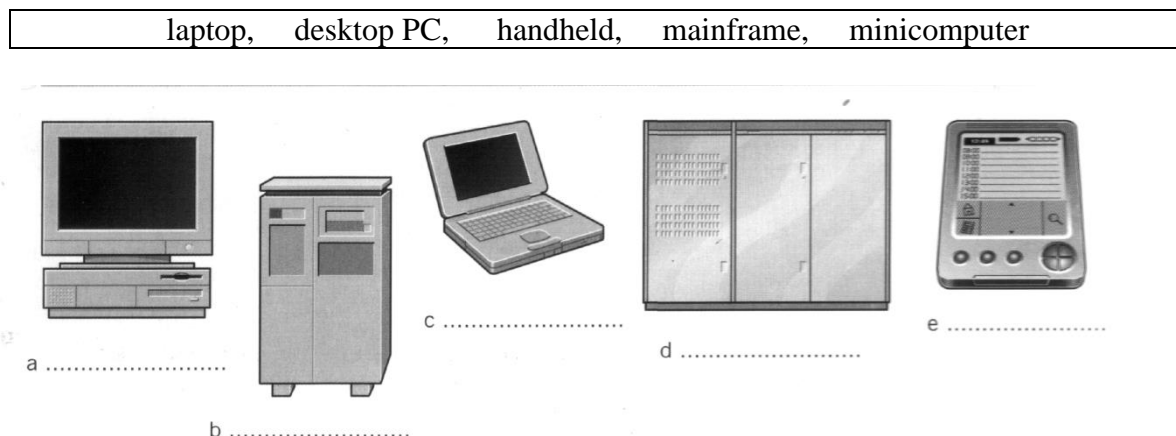 laptop, desktop PC, handheld, mainframe, minicomputer
c ..........................
e .......................
a ..........................
d ..........................
b ..........................